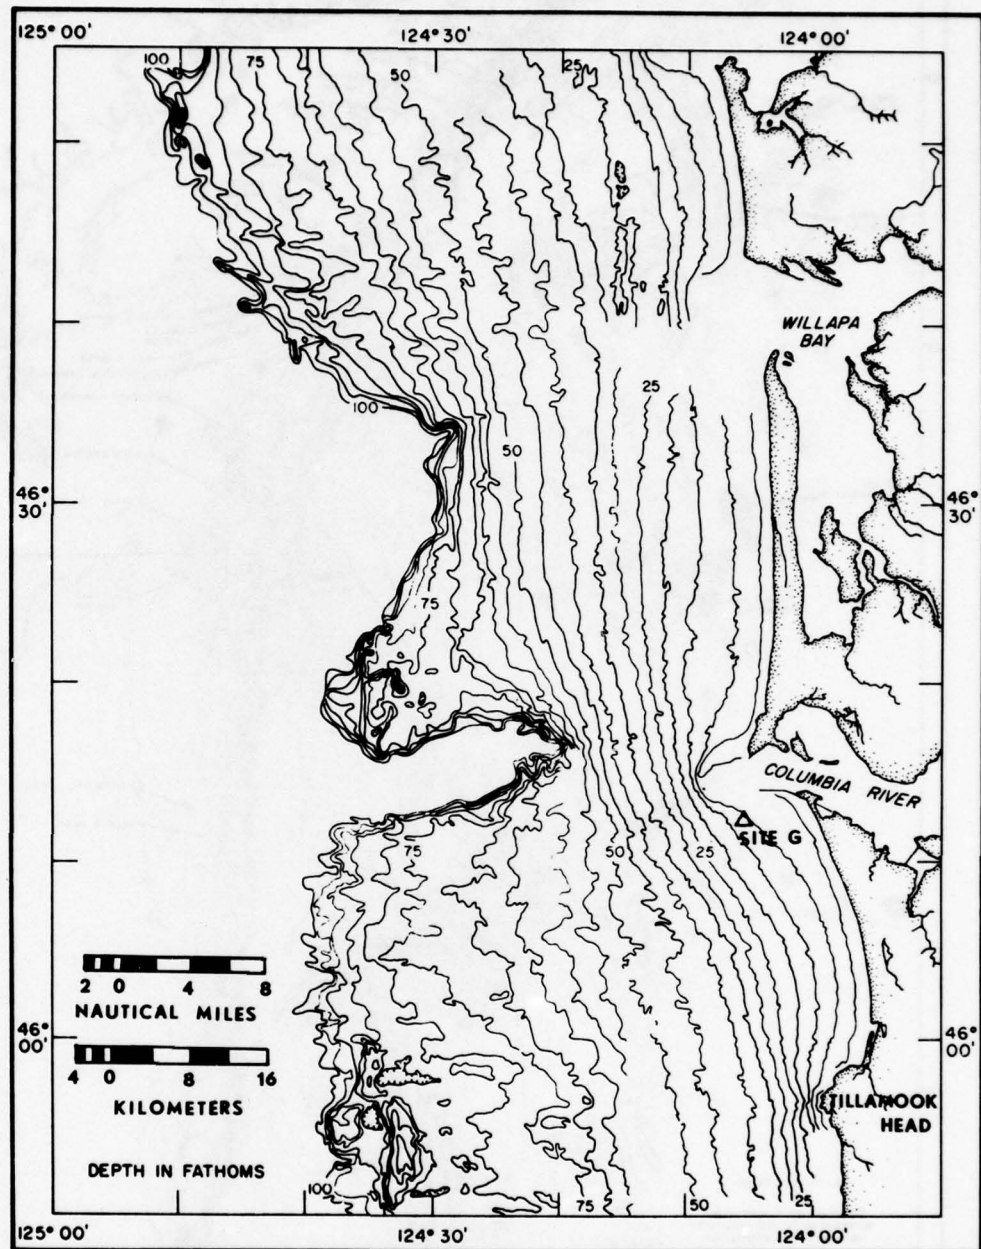 125° 00' 124° 30' 124° 00'
100 75 50 25
WILLAPA
BAY
25
100
50
46°
30'
46°
30'
75
COLUMBIA RIVER
SITE G
75 50 25
2 0 4 8
NAUTICAL MILES
46°
00'
46°
00'
4 0 8 16
KILOMETERS
TILLAMOOK
HEAD
DEPTH IN FATHOMS
100 75 50 25
125° 00' 124° 30' 124° 00'